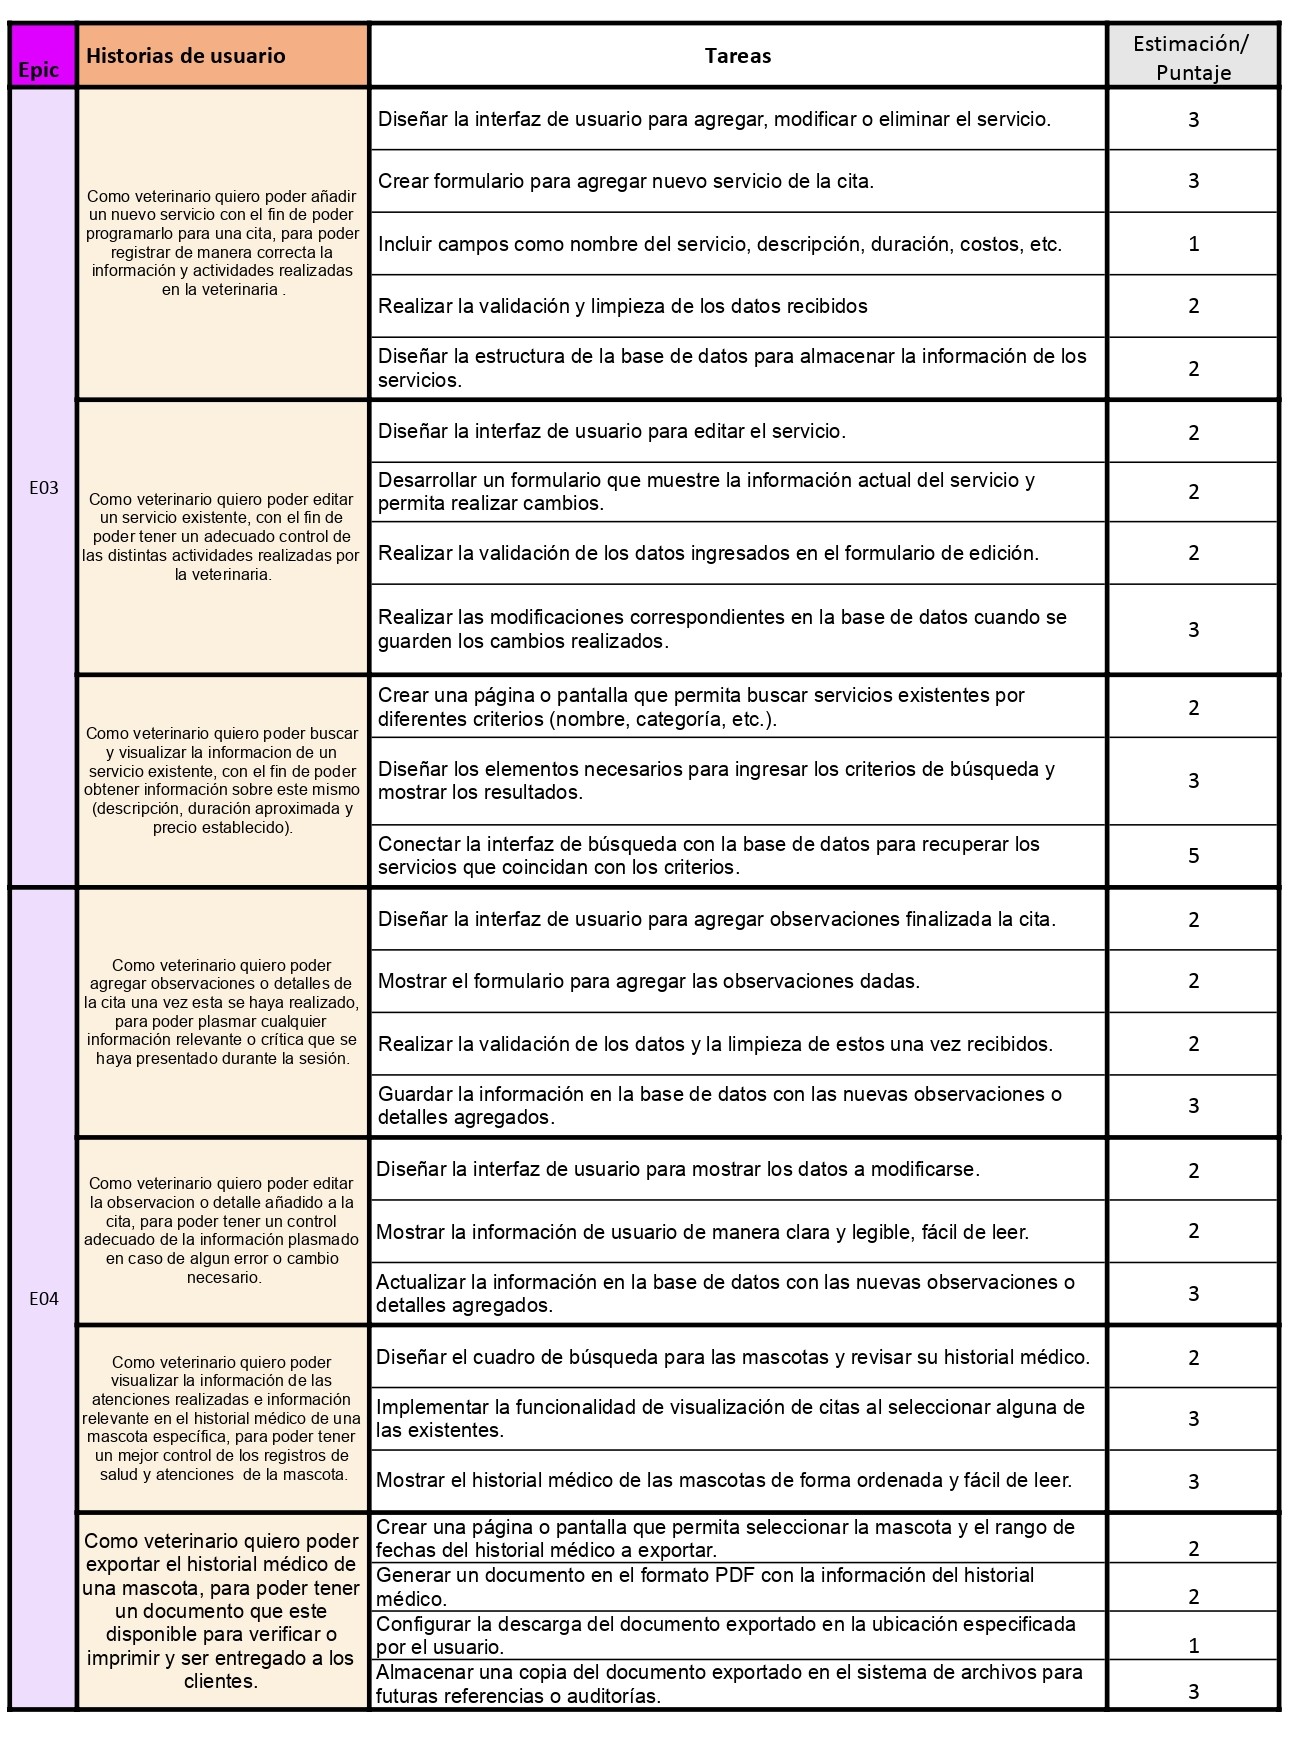 Epic
Historias de usuario
Tareas
Estimación/
Puntaje
E03
Como veterinario quiero poder añadir
un nuevo servicio con el fin de poder
programarlo para una cita, para poder
registrar de manera correcta la
información y actividades realizadas
en la veterinaria .
Diseñar la interfaz de usuario para agregar, modificar o eliminar el servicio.
3
Crear formulario para agregar nuevo servicio de la cita.
3
Incluir campos como nombre del servicio, descripción, duración, costos, etc.
1
Realizar la validación y limpieza de los datos recibidos
2
Diseñar la estructura de la base de datos para almacenar la información de los
servicios.
2
Como veterinario quiero poder editar
un servicio existente, con el fin de
poder tener un adecuado control de
las distintas actividades realizadas por
la veterinaria.
Diseñar la interfaz de usuario para editar el servicio.
2
Desarrollar un formulario que muestre la información actual del servicio y
permita realizar cambios.
2
Realizar la validación de los datos ingresados en el formulario de edición.
2
Realizar las modificaciones correspondientes en la base de datos cuando se
guarden los cambios realizados.
3
Como veterinario quiero poder buscar
y visualizar la informacion de un
servicio existente, con el fin de poder
obtener información sobre este mismo
(descripción, duración aproximada y
precio establecido).
Crear una página o pantalla que permita buscar servicios existentes por
diferentes criterios (nombre, categoría, etc.).
2
Diseñar los elementos necesarios para ingresar los criterios de búsqueda y
mostrar los resultados.
3
Conectar la interfaz de búsqueda con la base de datos para recuperar los
servicios que coincidan con los criterios.
5
E04
Como veterinario quiero poder
agregar observaciones o detalles de
la cita una vez esta se haya realizado,
para poder plasmar cualquier
información relevante o crítica que se
haya presentado durante la sesión.
Diseñar la interfaz de usuario para agregar observaciones finalizada la cita.
2
Mostrar el formulario para agregar las observaciones dadas.
2
Realizar la validación de los datos y la limpieza de estos una vez recibidos.
2
Guardar la información en la base de datos con las nuevas observaciones o
detalles agregados.
3
Como veterinario quiero poder editar
la observacion o detalle añadido a la
cita, para poder tener un control
adecuado de la información plasmado
en caso de algun error o cambio
necesario.
Diseñar la interfaz de usuario para mostrar los datos a modificarse.
2
Mostrar la información de usuario de manera clara y legible, fácil de leer.
2
Actualizar la información en la base de datos con las nuevas observaciones o
detalles agregados.
3
Como veterinario quiero poder
visualizar la información de las
atenciones realizadas e información
relevante en el historial médico de una
mascota específica, para poder tener
un mejor control de los registros de
salud y atenciones  de la mascota.
Diseñar el cuadro de búsqueda para las mascotas y revisar su historial médico.
2
Implementar la funcionalidad de visualización de citas al seleccionar alguna de
las existentes.
3
Mostrar el historial médico de las mascotas de forma ordenada y fácil de leer.
3
Como veterinario quiero poder
exportar el historial médico de
una mascota, para poder tener
un documento que este
disponible para verificar o
imprimir y ser entregado a los
clientes.
Crear una página o pantalla que permita seleccionar la mascota y el rango de
fechas del historial médico a exportar.
2
Generar un documento en el formato PDF con la información del historial
médico.
2
Configurar la descarga del documento exportado en la ubicación especificada
por el usuario.
1
Almacenar una copia del documento exportado en el sistema de archivos para
futuras referencias o auditorías.
3